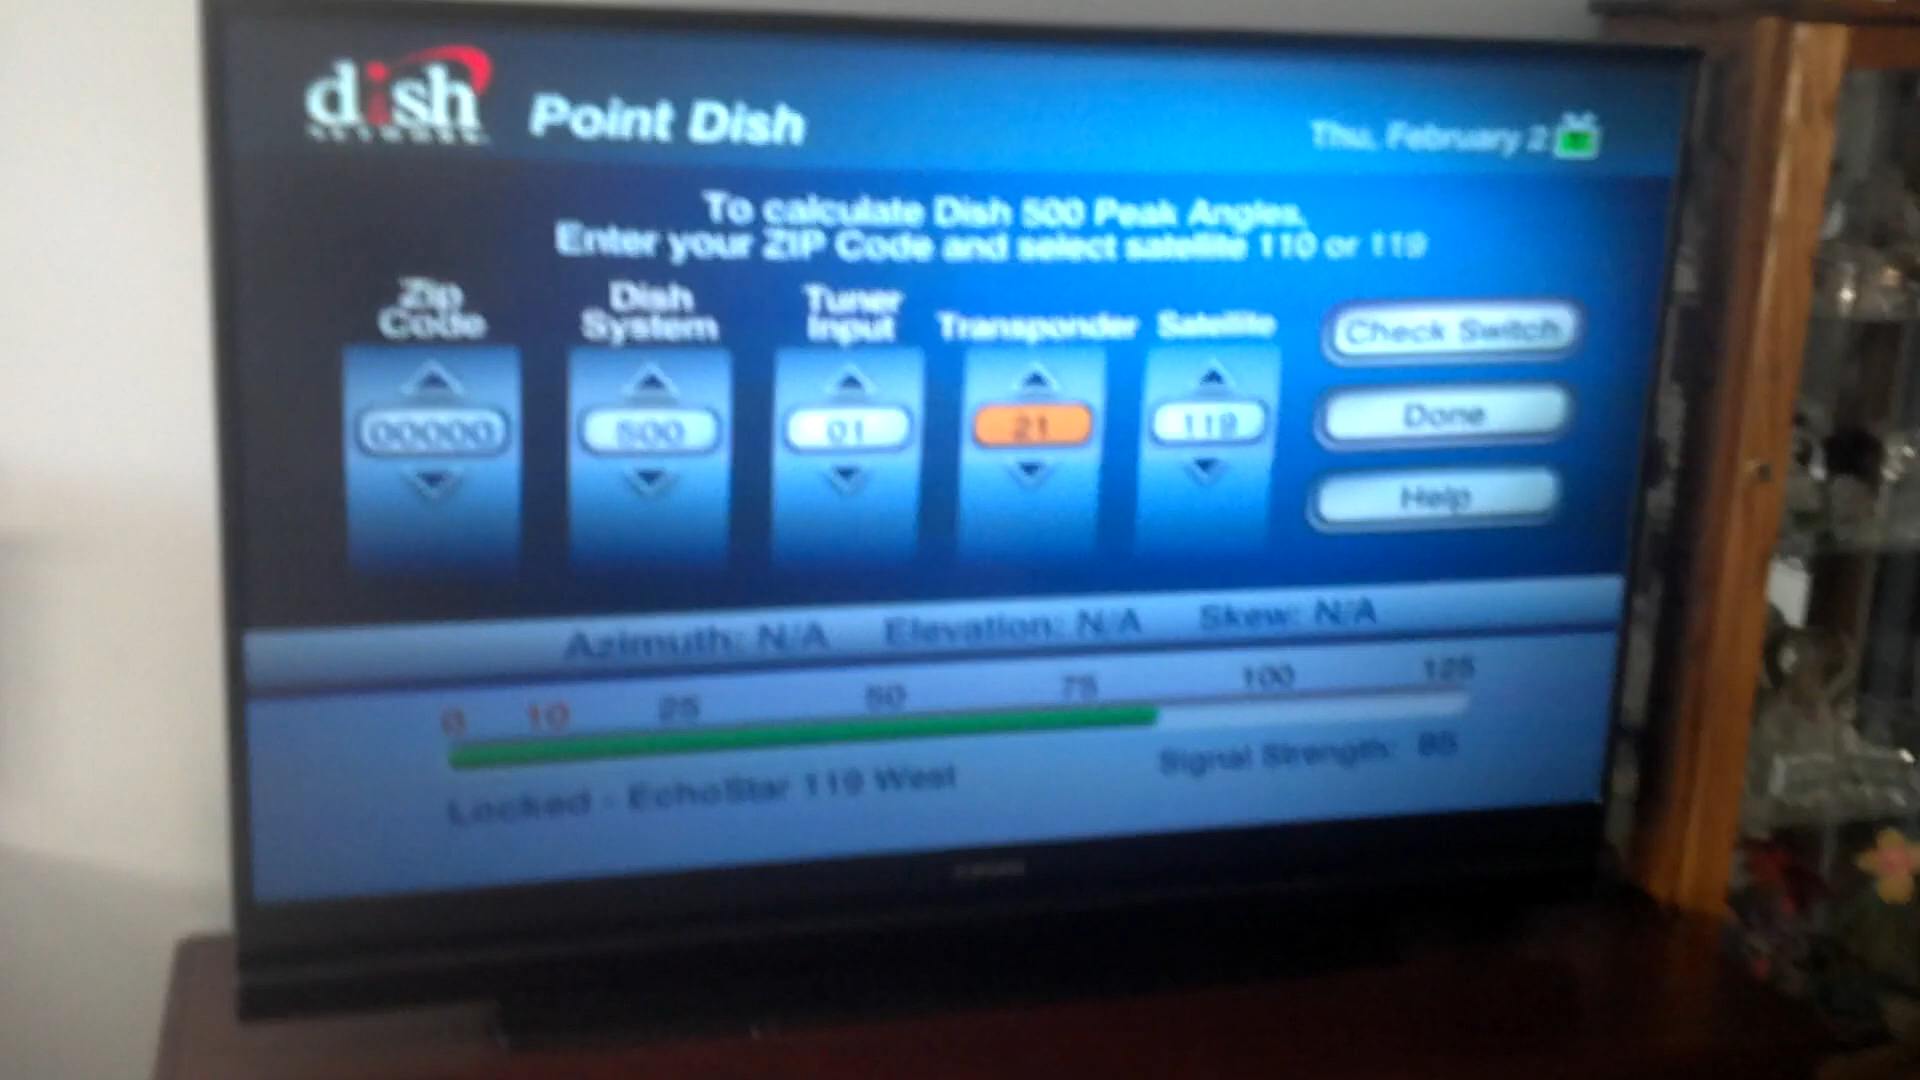 dish
NETWORK
Point Dish
Thu, February 2
To calculate Dish 500 Peak Angles,
Enter your ZIP Code and select satellite 110 or 119
Zip Code
Dish System
Tuner Input
Transponder
Satellite
00000
500
01
21
119
Check Switch
Done
Help
Azimuth: N/A Elevation: N/A Skew: N/A
0 10 25 50 75 100 125
Locked - EchoStar 119 West
Signal Strength: 85